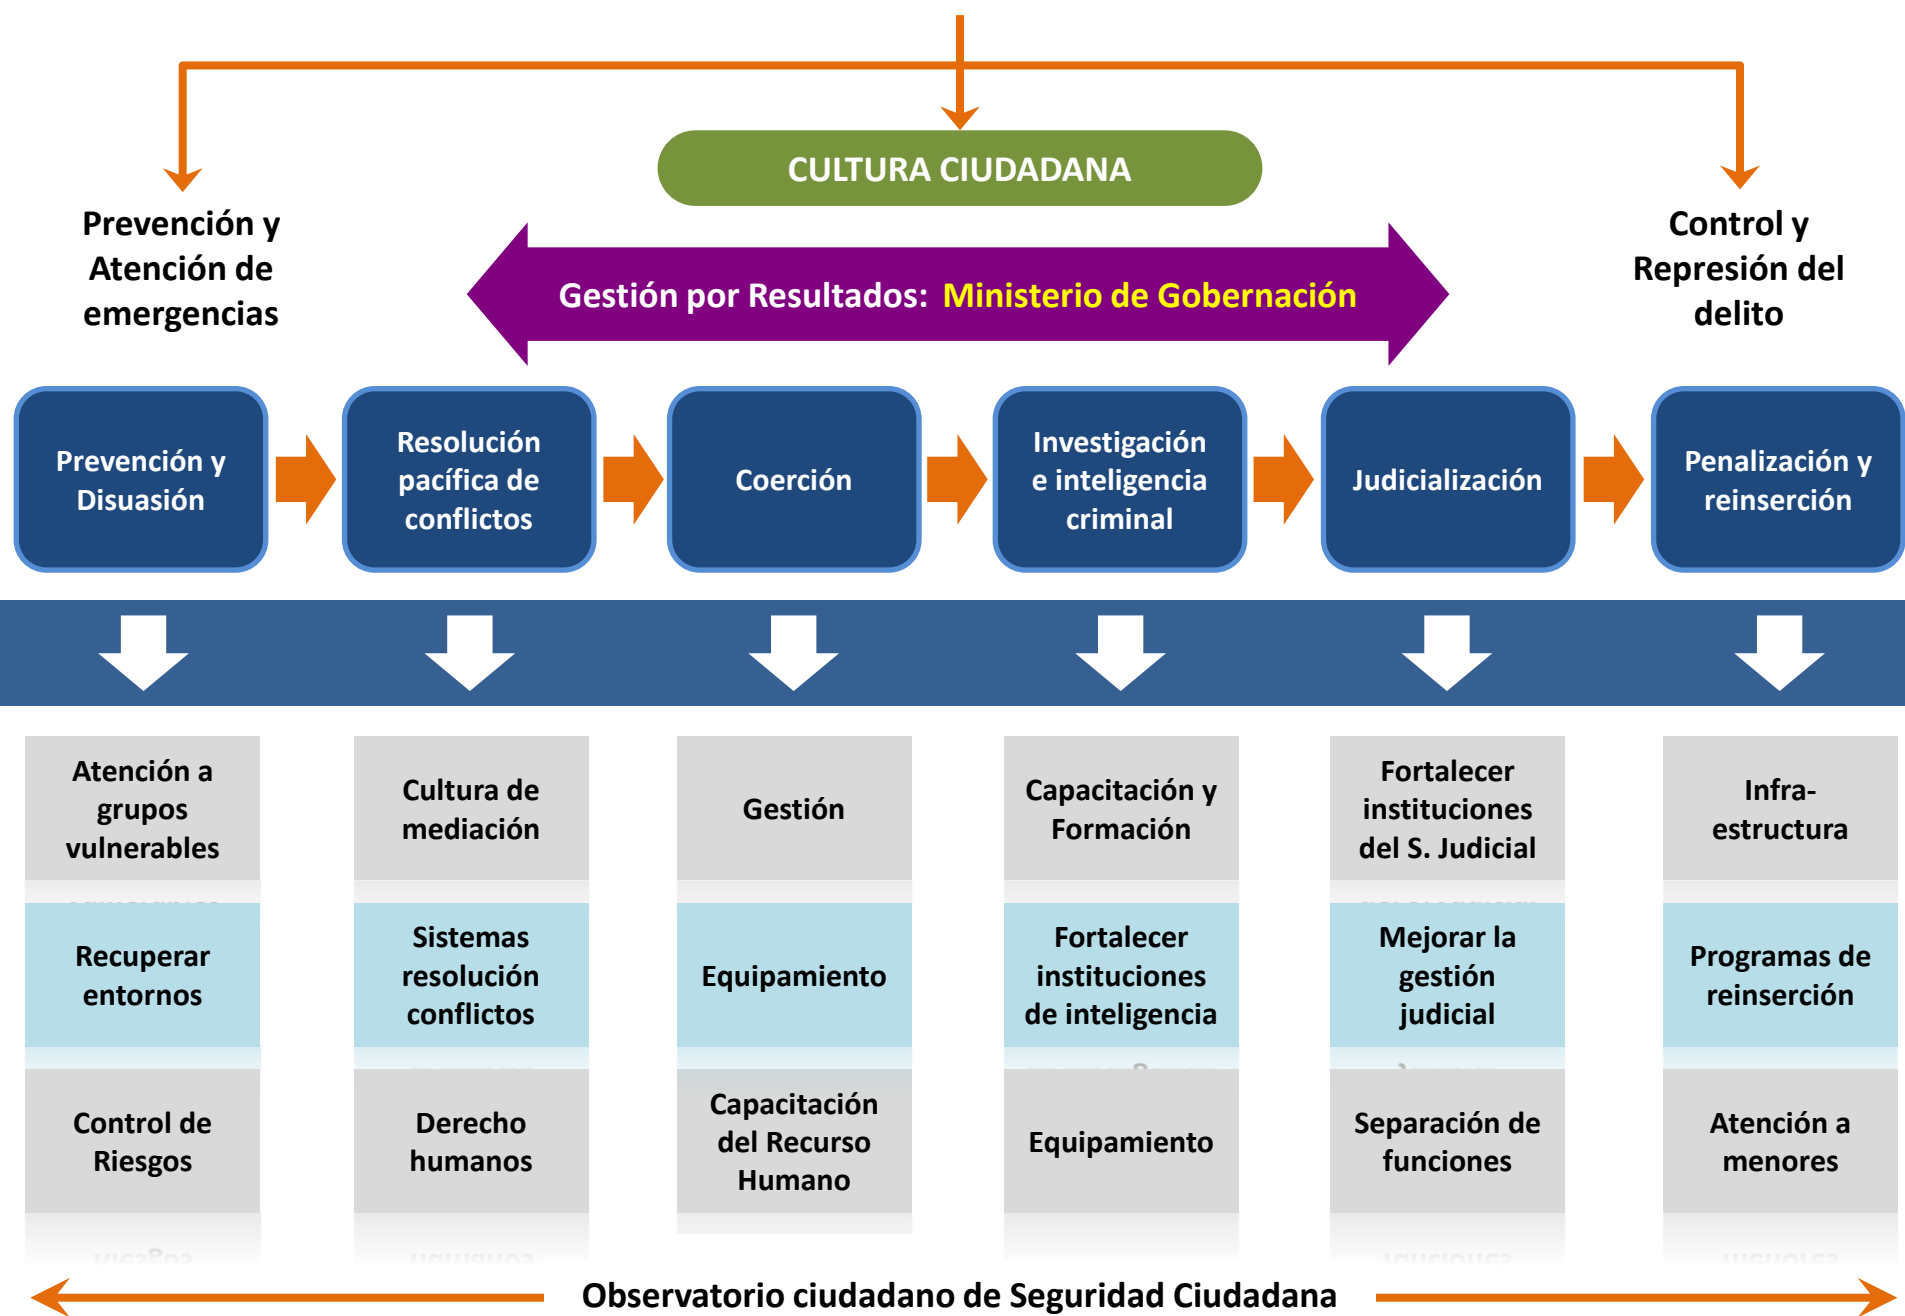 CULTURA CIUDADANA
Prevención y
Atención de
emergencias
Gestión por Resultados: Ministerio de Gobernación
Control y
Represión del
delito
Prevención y
Disuasión
Resolución
pacífica de
conflictos
Coerción
Investigación
e inteligencia
criminal
Judicialización
Penalización y
reinserción
Atención a
grupos
vulnerables
Cultura de
mediación
Gestión
Capacitación y
Formación
Fortalecer
instituciones
del S. Judicial
Infra-
estructura
Recuperar
entornos
Sistemas
resolución
conflictos
Equipamiento
Fortalecer
instituciones
de inteligencia
Mejorar la
gestión
judicial
Programas de
reinserción
Control de
Riesgos
Derecho
humanos
Capacitación
del Recurso
Humano
Equipamiento
Separación de
funciones
Atención a
menores
Observatorio ciudadano de Seguridad Ciudadana